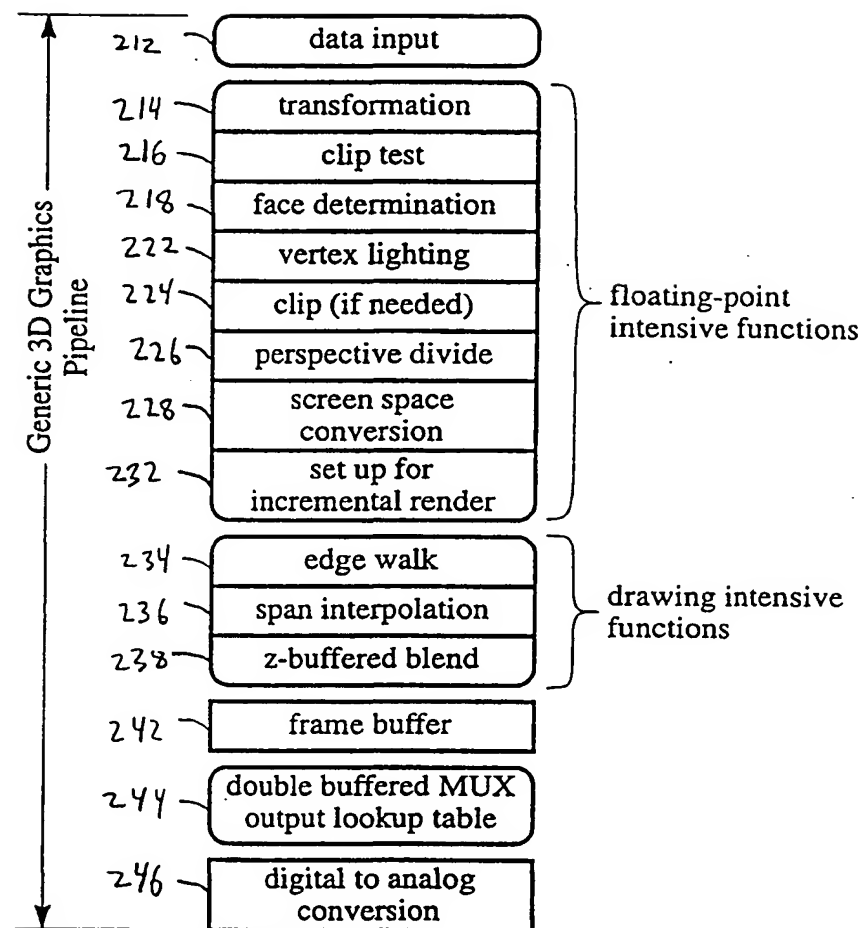 Generic 3D Graphics
Pipeline
212
data input
214
transformation
216
clip test
218
face determination
222
vertex lighting
224
clip (if needed)
226
perspective divide
228
screen space
conversion
232
set up for
incremental render
floating-point
intensive functions
234
edge walk
236
span interpolation
238
z-buffered blend
drawing intensive
functions
242
frame buffer
244
double buffered MUX
output lookup table
246
digital to analog
conversion